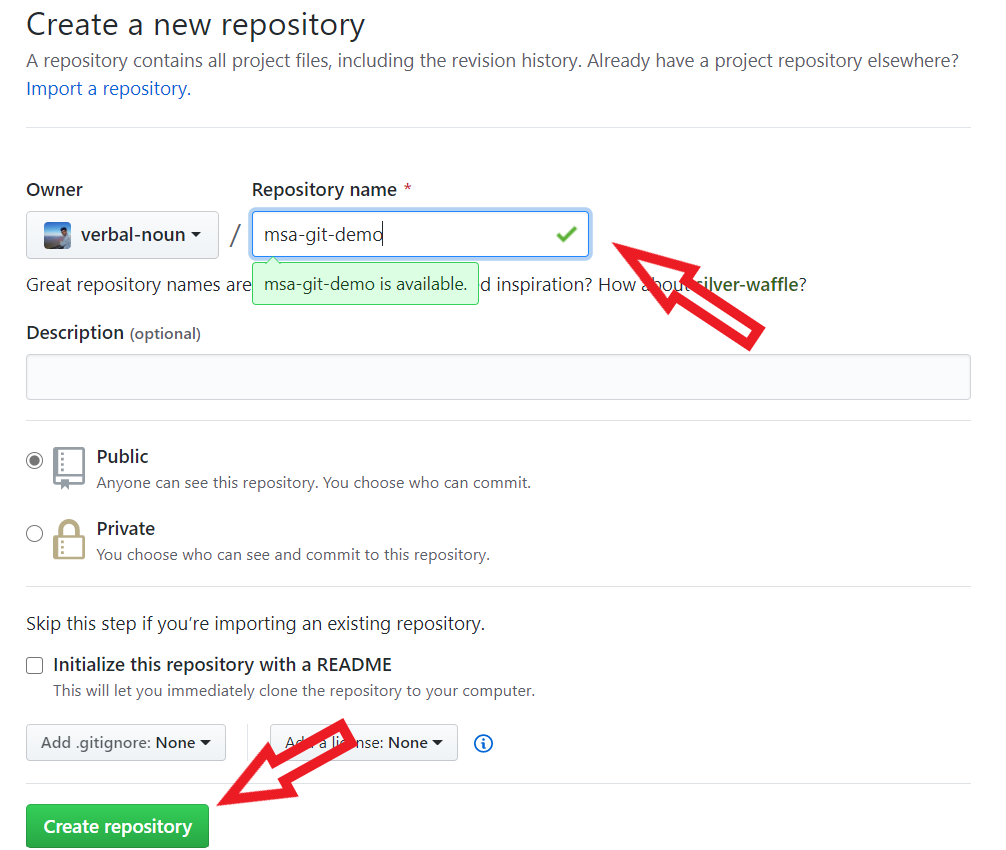 Create a new repository
A repository contains all project files, including the revision history. Already have a project repository elsewhere?
Import a repository.
Owner
Repository name *
verbal-noun / msa-git-demo
Great repository names are
msa-git-demo is available.
d inspiration? How about silver-waffle?
Description (optional)
Public
Anyone can see this repository. You choose who can commit.
Private
You choose who can see and commit to this repository.
Skip this step if you’re importing an existing repository.
Initialize this repository with a README
This will let you immediately clone the repository to your computer.
Add .gitignore: None
Add a license: None
Create repository